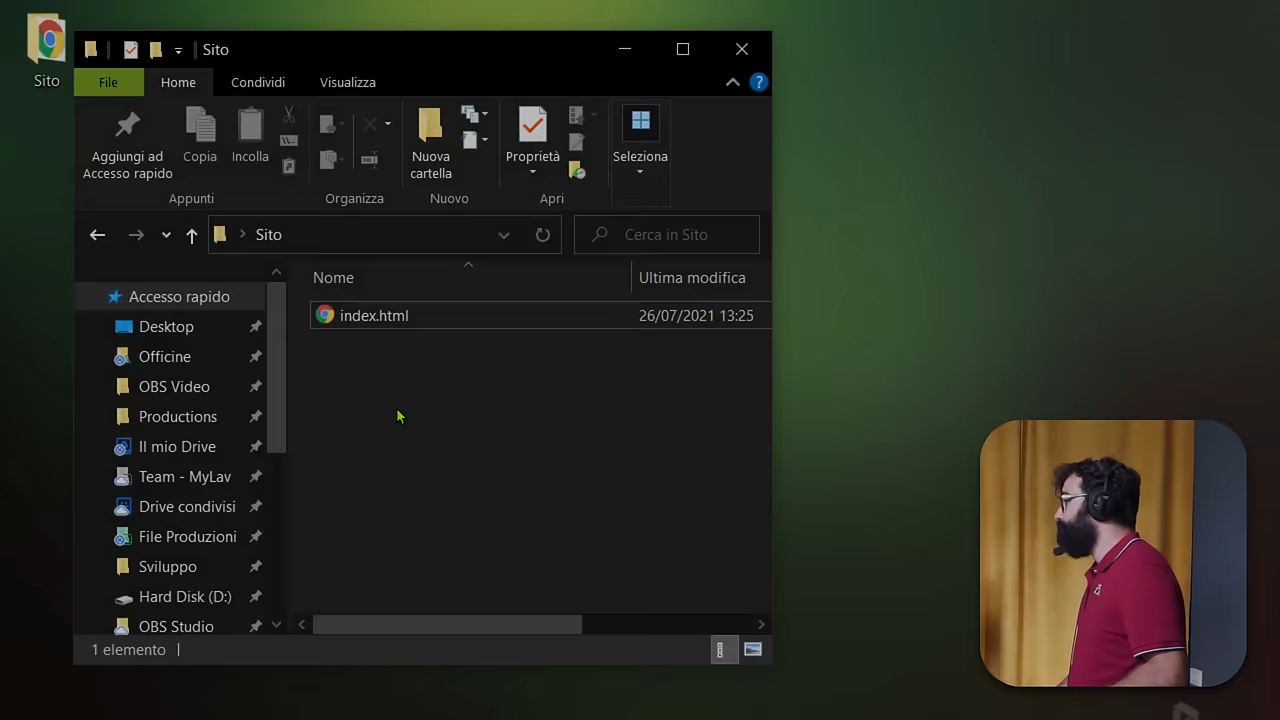 Sito
Sito
File
Home
Condividi
Visualizza
?
Aggiungi ad
Accesso rapido
Copia
Incolla
Nuova
cartella
Proprietà
Seleziona
Appunti
Organizza
Nuovo
Apri
Sito
Cerca in Sito
Accesso rapido
Desktop
Officine
OBS Video
Productions
Il mio Drive
Team - MyLav
Drive condivisi
File Produzioni
Sviluppo
Hard Disk (D:)
OBS Studio
Nome
Ultima modifica
index.html
26/07/2021 13:25
1 elemento